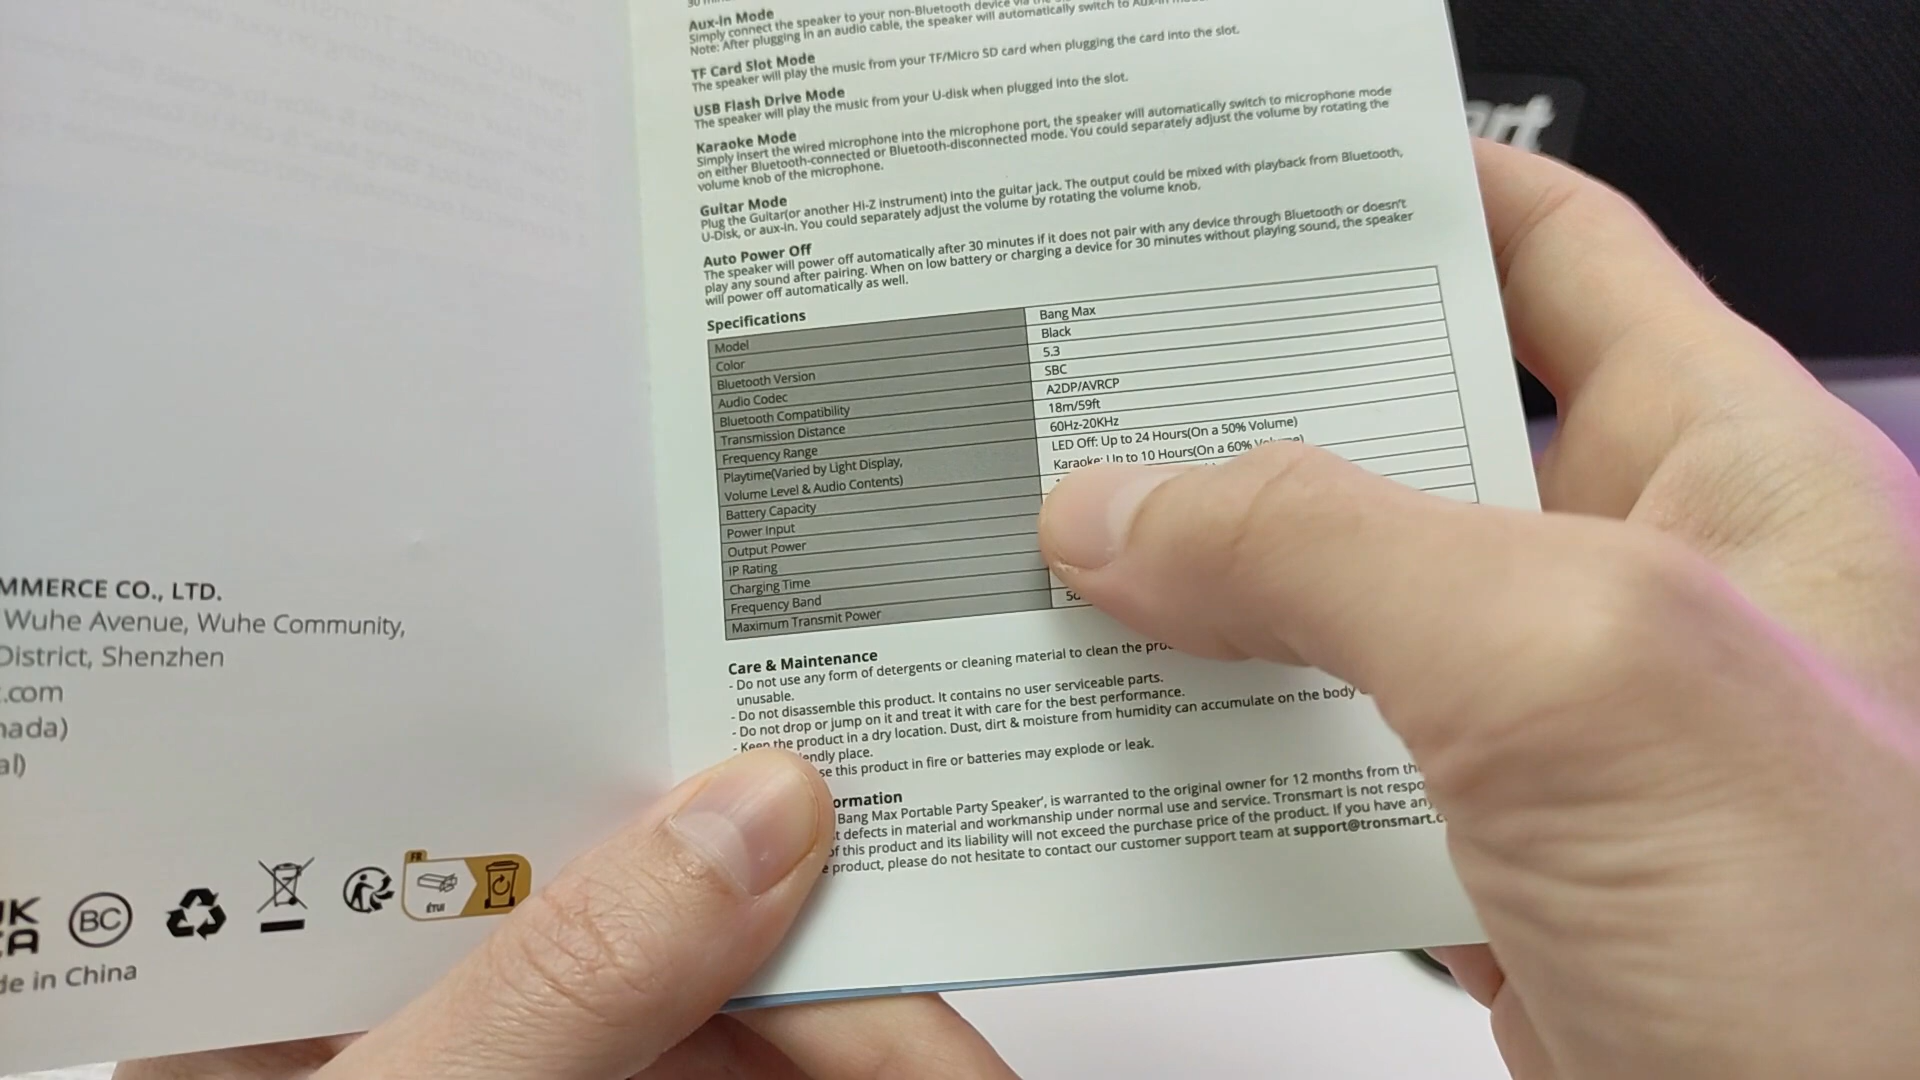 MMERCE CO., LTD.
Wuhe Avenue, Wuhe Community,
District, Shenzhen
.com
nada)
al)
UK
CA
BC
FR
ÉTUI
de in China
Aux-in Mode
Simply connect the speaker to your non-Bluetooth device via the
Note: After plugging in an audio cable, the speaker will automatically switch to Aux-in
TF Card Slot Mode
The speaker will play the music from your TF/Micro SD card when plugging the card into the slot.
USB Flash Drive Mode
The speaker will play the music from your U-disk when plugged into the slot.
Karaoke Mode
Simply insert the wired microphone into the microphone port, the speaker will automatically switch to microphone mode
on either Bluetooth-connected or Bluetooth-disconnected mode. You could separately adjust the volume by rotating the
volume knob of the microphone.
Guitar Mode
Plug the Guitar(or another Hi-Z instrument) into the guitar jack. The output could be mixed with playback from Bluetooth,
U-Disk, or aux-in. You could separately adjust the volume by rotating the volume knob.
Auto Power Off
The speaker will power off automatically after 30 minutes if it does not pair with any device through Bluetooth or doesn't
play any sound after pairing. When on low battery or charging a device for 30 minutes without playing sound, the speaker
will power off automatically as well.
Specifications
Model Bang Max
Color Black
Bluetooth Version 5.3
Audio Codec SBC
Bluetooth Compatibility A2DP/AVRCP
Transmission Distance 18m/59ft
Frequency Range 60Hz-20KHz
Playtime(Varied by Light Display, LED Off: Up to 24 Hours(On a 50% Volume)
Volume Level & Audio Contents) Karaoke: Up to 10 Hours(On a 60% Volume)
Battery Capacity
Power Input
Output Power
IP Rating
Charging Time
Frequency Band
Maximum Transmit Power
Care & Maintenance
- Do not use any form of detergents or cleaning material to clean the
unusable.
- Do not disassemble this product. It contains no user serviceable parts.
- Do not drop or jump on it and treat it with care for the best performance.
- Keep the product in a dry location. Dust, dirt & moisture from humidity can accumulate on the body
endly place.
se this product in fire or batteries may explode or leak.
ormation
Bang Max Portable Party Speaker', is warranted to the original owner for 12 months from th
t defects in material and workmanship under normal use and service. Tronsmart is not respo
of this product and its liability will not exceed the purchase price of the product. If you have any
e product, please do not hesitate to contact our customer support team at support@tronsmart.c
art